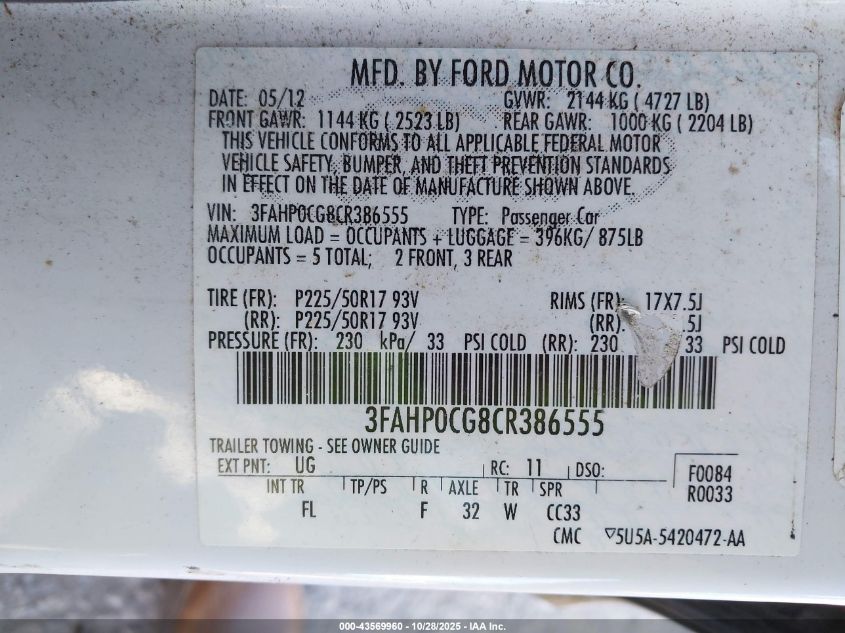 MFD. BY FORD MOTOR CO.
DATE: 05/12 GVWR: 2144 KG ( 4727 LB)
FRONT GAWR: 1144 KG ( 2523 LB) REAR GAWR: 1000 KG ( 2204 LB)
THIS VEHICLE CONFORMS TO ALL APPLICABLE FEDERAL MOTOR
VEHICLE SAFETY, BUMPER, AND THEFT PREVENTION STANDARDS
IN EFFECT ON THE DATE OF MANUFACTURE SHOWN ABOVE.
VIN: 3FAHP0CG8CR386555 TYPE: Passenger Car
MAXIMUM LOAD = OCCUPANTS + LUGGAGE = 396KG/ 875LB
OCCUPANTS = 5 TOTAL; 2 FRONT, 3 REAR
TIRE (FR): P225/50R17 93V RIMS (FR): 17X7.5J
(RR): P225/50R17 93V (RR): .5J
PRESSURE (FR): 230 kPa/ 33 PSI COLD (RR): 230 33 PSI COLD
3FAHP0CG8CR386555
TRAILER TOWING - SEE OWNER GUIDE
EXT PNT: UG RC: 11 DSO: F0084
INT TR TP/PS R AXLE TR SPR R0033
FL F 32 W CC33
CMC ▽5U5A-5420472-AA
000-43569960 - 10/28/2025 - IAA Inc.